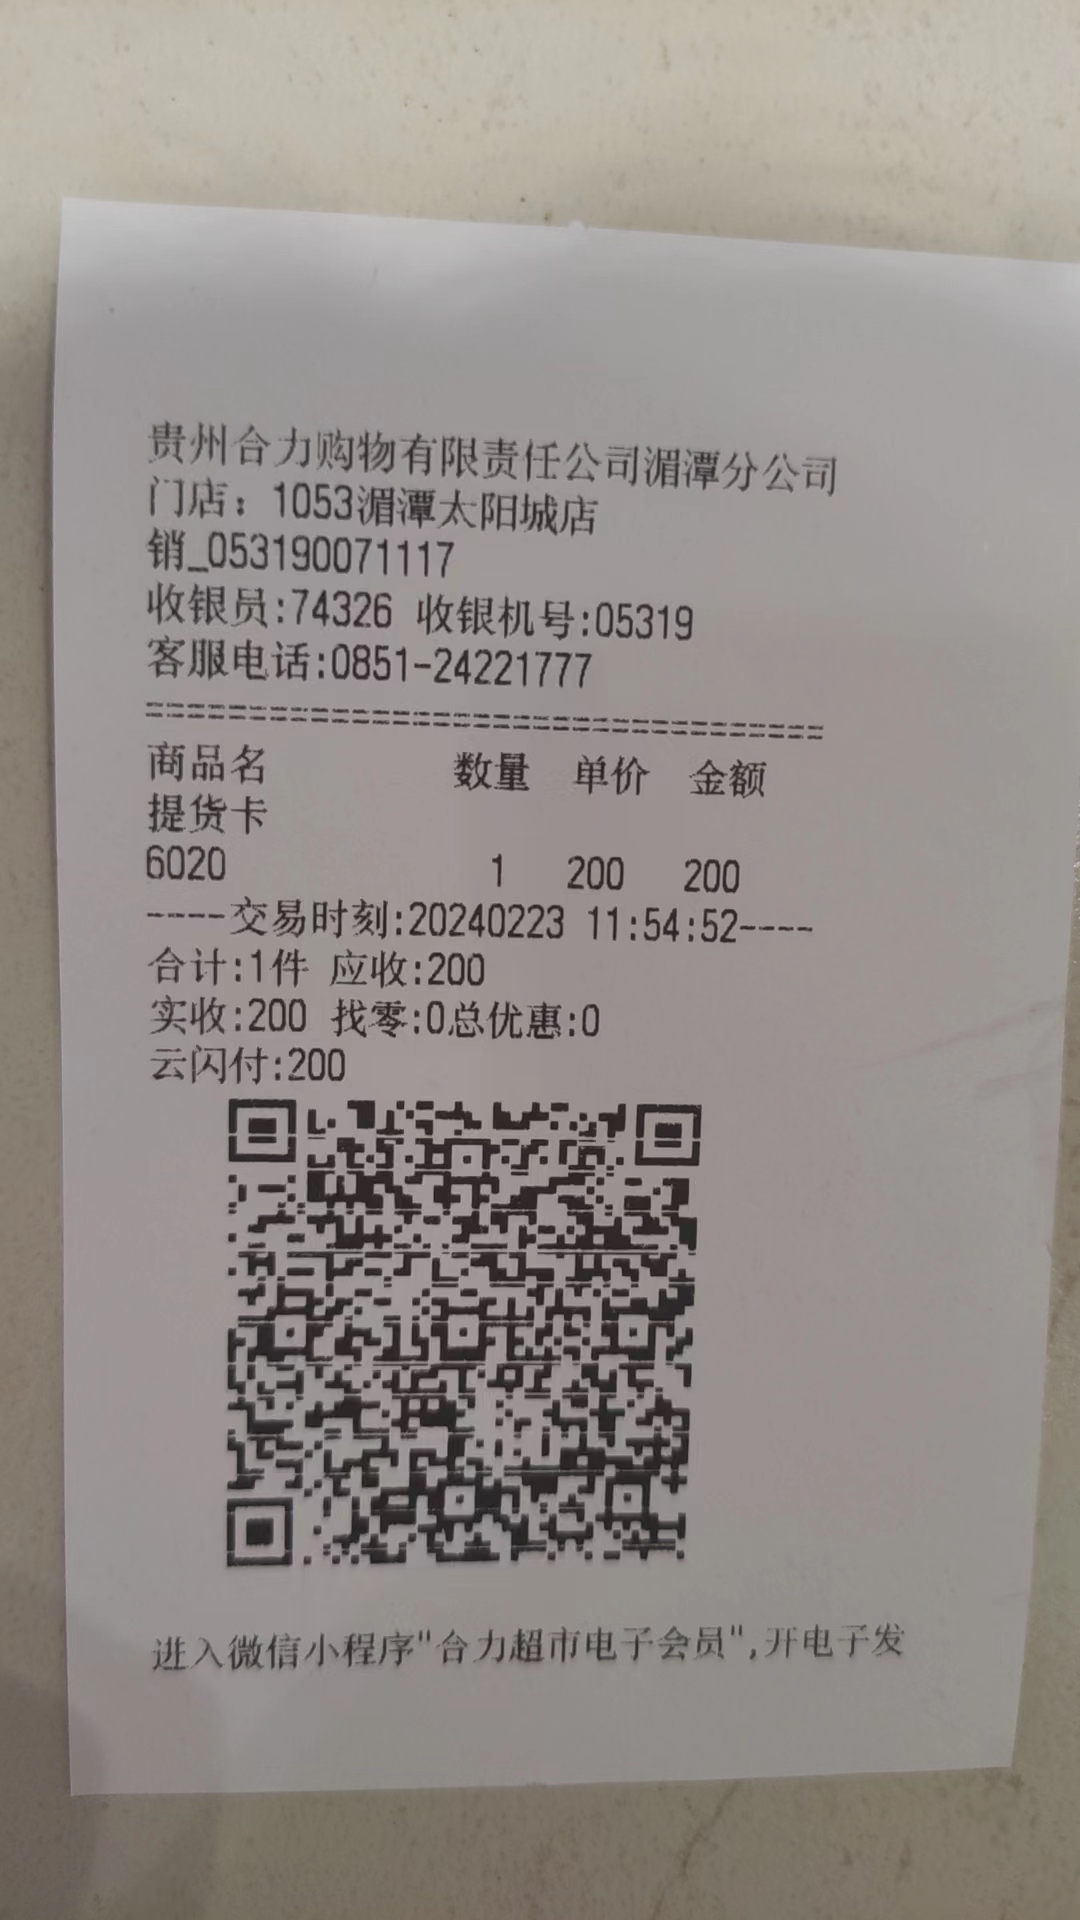 贵州合力购物有限责任公司湄潭分公司
门店：1053湄潭太阳城店
销_053190071117
收银员:74326 收银机号:05319
客服电话:0851-24221777
==================================
商品名 数量 单价 金额
提货卡
6020 1 200 200
----交易时刻:20240223 11:54:52----
合计:1件 应收:200
实收:200 找零:0总优惠:0
云闪付:200
进入微信小程序"合力超市电子会员",开电子发